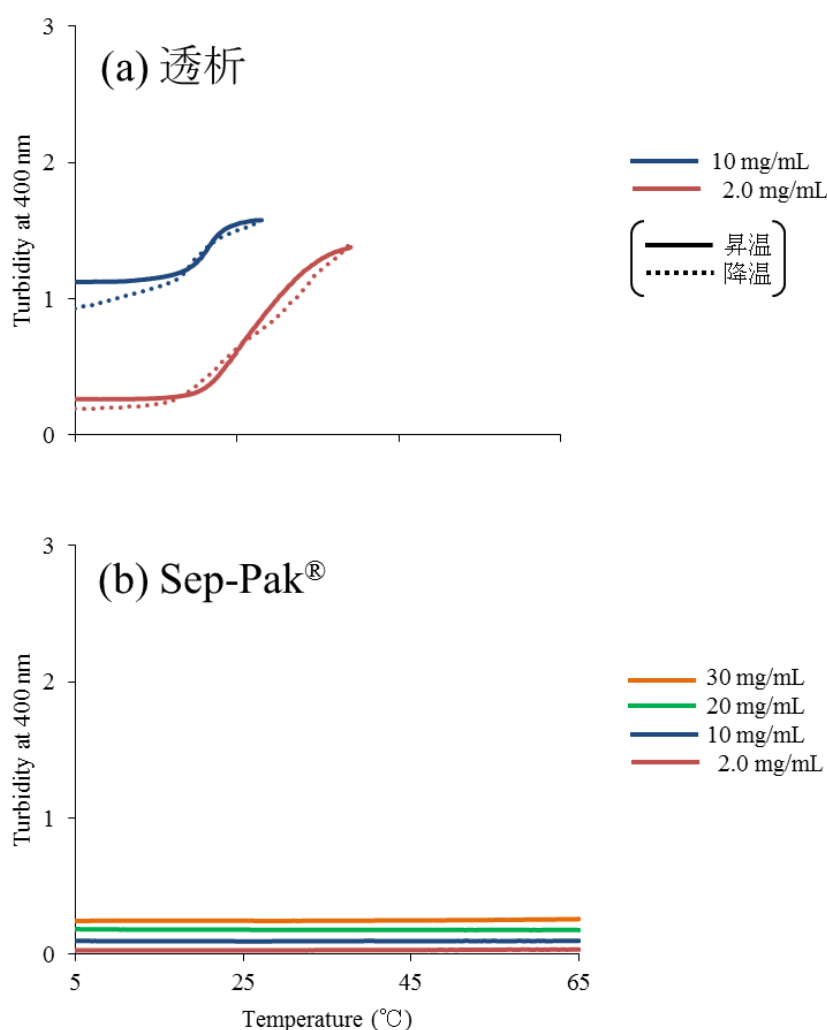 3
(a) 透析
2
Turbidity at 400 nm
1
0
10 mg/mL
2.0 mg/mL
昇温
降温
3
(b) Sep-Pak®
2
Turbidity at 400 nm
1
0
30 mg/mL
20 mg/mL
10 mg/mL
2.0 mg/mL
5 25 45 65
Temperature (℃)